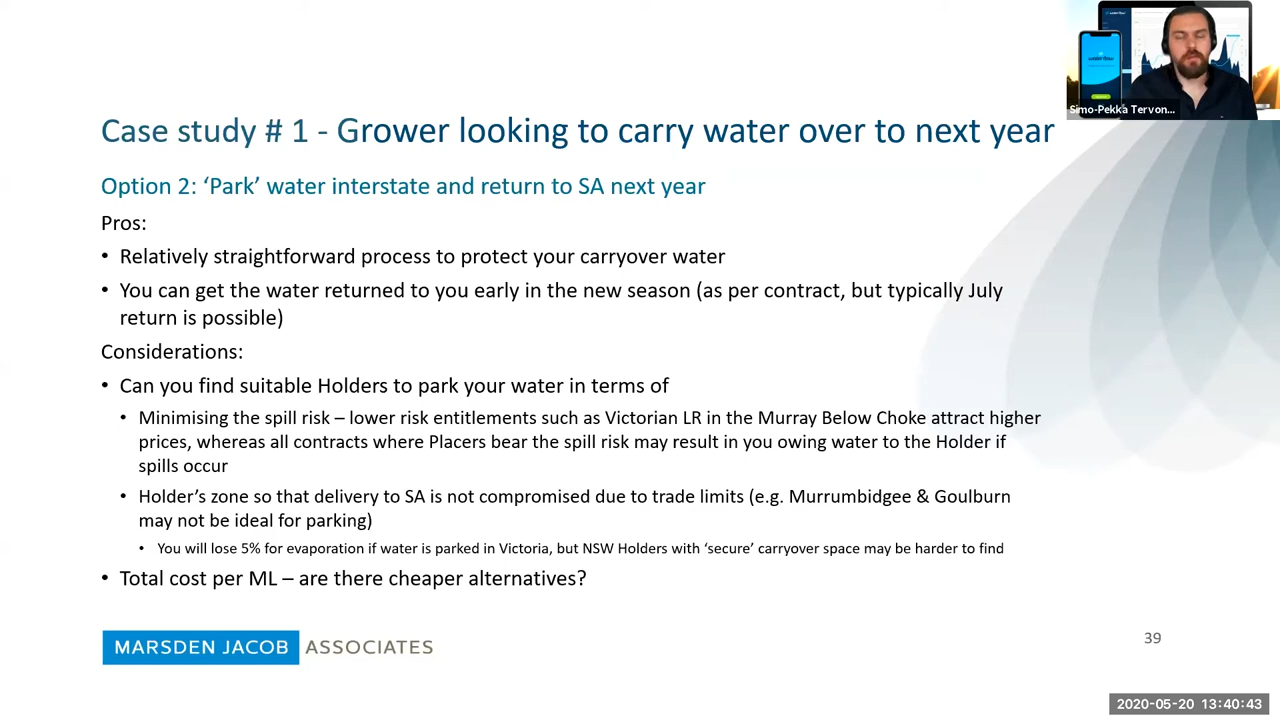 Simo-Pekka Tervon...
Case study # 1 - Grower looking to carry water over to next year
Option 2: ‘Park’ water interstate and return to SA next year
Pros:
• Relatively straightforward process to protect your carryover water
• You can get the water returned to you early in the new season (as per contract, but typically July
return is possible)
Considerations:
• Can you find suitable Holders to park your water in terms of
• Minimising the spill risk – lower risk entitlements such as Victorian LR in the Murray Below Choke attract higher
prices, whereas all contracts where Placers bear the spill risk may result in you owing water to the Holder if
spills occur
• Holder’s zone so that delivery to SA is not compromised due to trade limits (e.g. Murrumbidgee & Goulburn
may not be ideal for parking)
• You will lose 5% for evaporation if water is parked in Victoria, but NSW Holders with ‘secure’ carryover space may be harder to find
• Total cost per ML – are there cheaper alternatives?
MARSDEN JACOB ASSOCIATES
39
2020-05-20 13:40:43